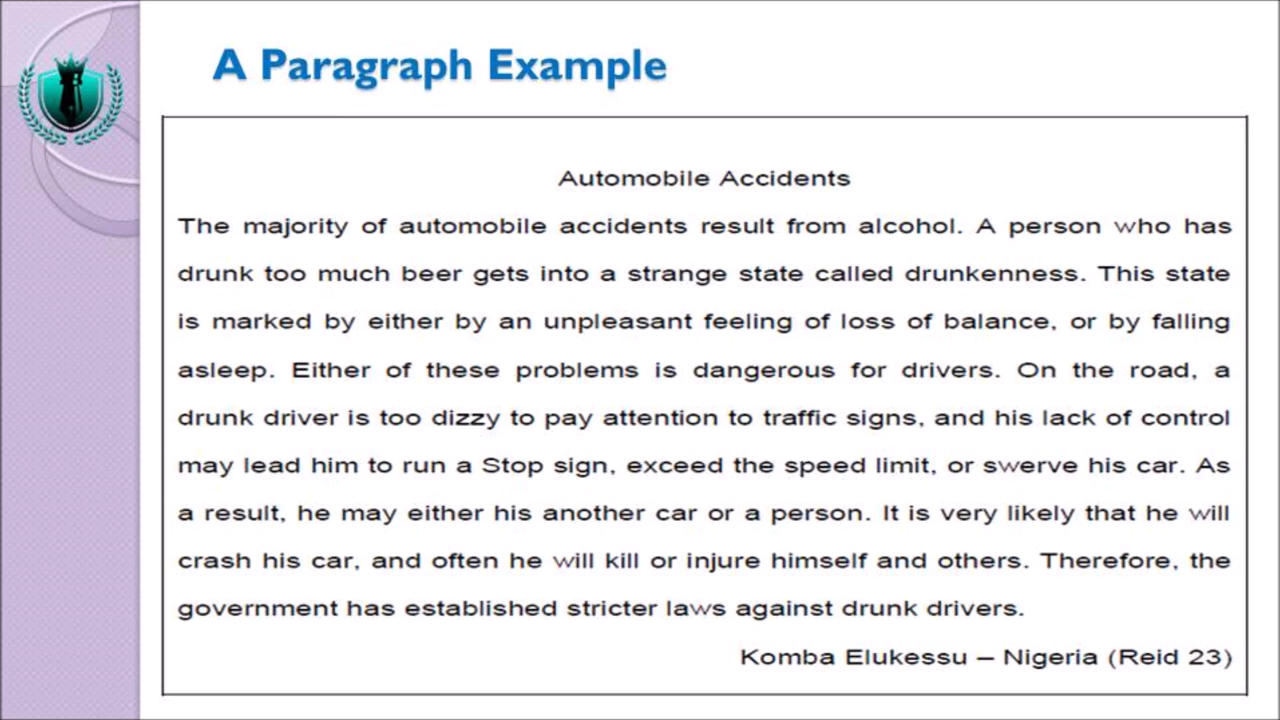 A Paragraph Example
Automobile Accidents
The majority of automobile accidents result from alcohol. A person who has
drunk too much beer gets into a strange state called drunkenness. This state
is marked by either by an unpleasant feeling of loss of balance, or by falling
asleep. Either of these problems is dangerous for drivers. On the road, a
drunk driver is too dizzy to pay attention to traffic signs, and his lack of control
may lead him to run a Stop sign, exceed the speed limit, or swerve his car. As
a result, he may either his another car or a person. It is very likely that he will
crash his car, and often he will kill or injure himself and others. Therefore, the
government has established stricter laws against drunk drivers.
Komba Elukessu – Nigeria (Reid 23)